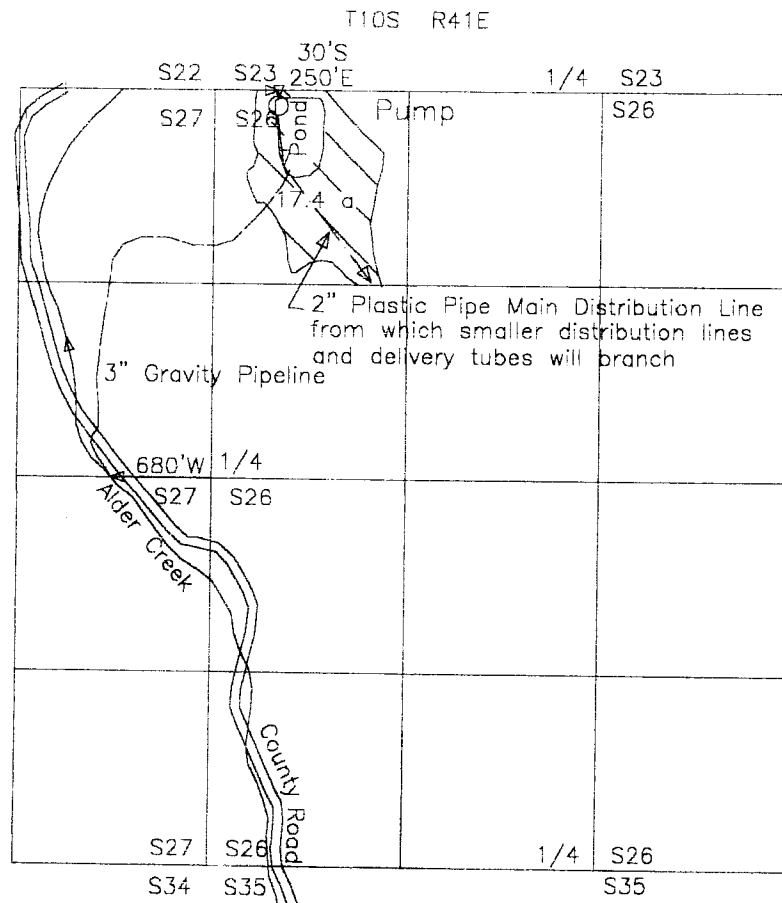 T10S R41E
30'S
S22 S23 250'E 1/4 S23
S27 S26 Pond Pump S26
17.4 a
2" Plastic Pipe Main Distribution Line
from which smaller distribution lines
and delivery tubes will branch
3" Gravity Pipeline
680'W 1/4
S27 S26
Alder Creek
County Road
S27 S26 1/4 S26
S34 S35 S35